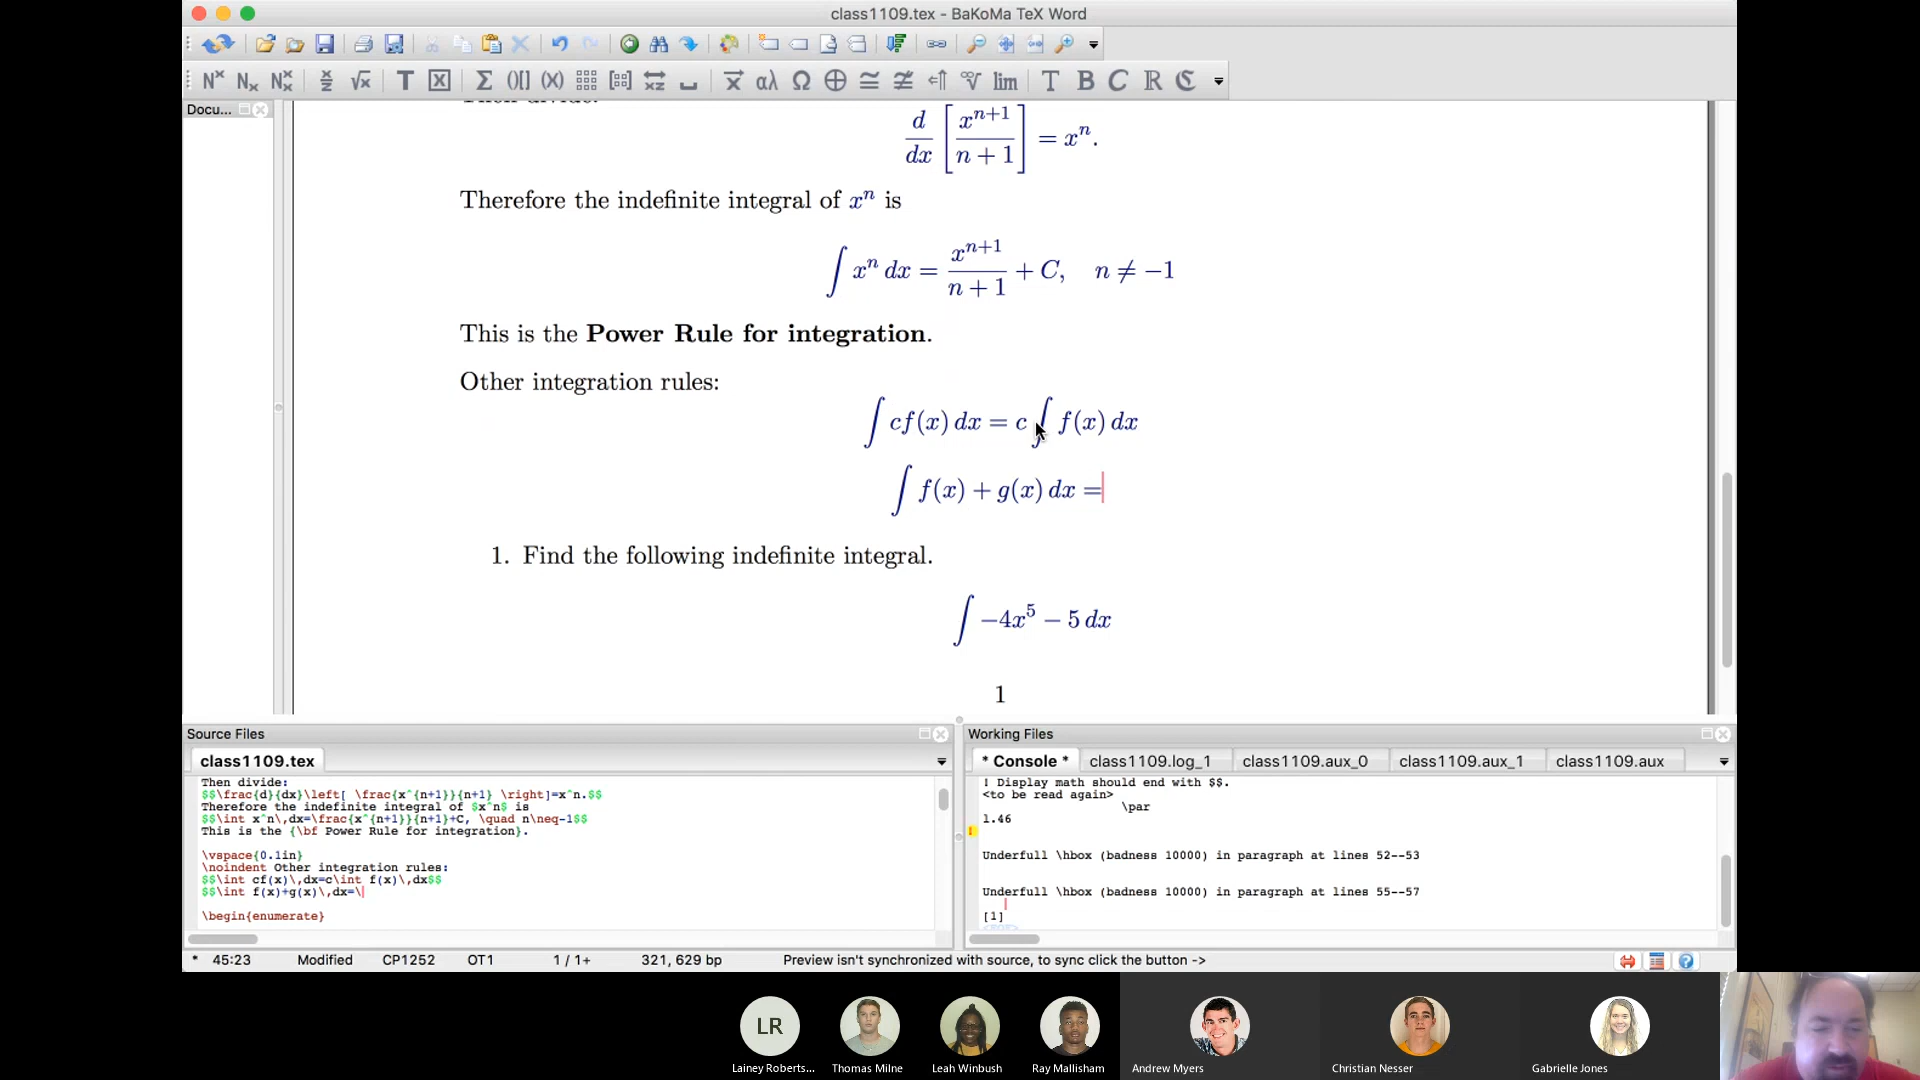 class1109.tex - BaKoMa TeX Word
Docu...
Then divide:
d/dx [x^{n+1}/(n+1)] = x^n.
Therefore the indefinite integral of x^n is
∫ x^n dx = x^{n+1}/(n+1) + C, n ≠ −1
This is the Power Rule for integration.
Other integration rules:
∫ cf(x) dx = c ∫ f(x) dx
∫ f(x) + g(x) dx =
1. Find the following indefinite integral.
∫ −4x^5 − 5 dx
1
Source Files
class1109.tex
Then divide:
$$\frac{d}{dx}\left[ \frac{x^{n+1}}{n+1} \right]=x^n.$$
Therefore the indefinite integral of $x^n$ is
$$\int x^n\,dx=\frac{x^{n+1}}{n+1}+C, \quad n\neq-1$$
This is the {\bf Power Rule for integration}.
\vspace{0.1in}
\noindent Other integration rules:
$$\int cf(x)\,dx=c\int f(x)\,dx$$
$$\int f(x)+g(x)\,dx=\
\begin{enumerate}
Working Files
* Console * class1109.log_1 class1109.aux_0 class1109.aux_1 class1109.aux
! Display math should end with $$.
<to be read again>
\par
l.46
Underfull \hbox (badness 10000) in paragraph at lines 52--53
Underfull \hbox (badness 10000) in paragraph at lines 55--57
[1]
* 45:23 Modified CP1252 OT1 1 / 1+ 321, 629 bp Preview isn't synchronized with source, to sync click the button ->
LR
Lainey Roberts... Thomas Milne Leah Winbush Ray Mallisham Andrew Myers Christian Nesser Gabrielle Jones